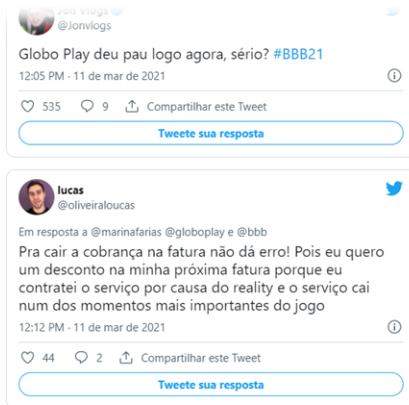 Jon Vlogs
@Jonvlogs
Globo Play deu pau logo agora, sério? #BBB21
12:05 PM · 11 de mar de 2021
535 9 Compartilhar este Tweet
Tweete sua resposta
lucas
@oliveiraloucas
Em resposta a @marinafarias @globoplay e @bbb
Pra cair a cobrança na fatura não dá erro! Pois eu quero
um desconto na minha próxima fatura porque eu
contratei o serviço por causa do reality e o serviço cai
num dos momentos mais importantes do jogo
12:12 PM · 11 de mar de 2021
44 2 Compartilhar este Tweet
Tweete sua resposta